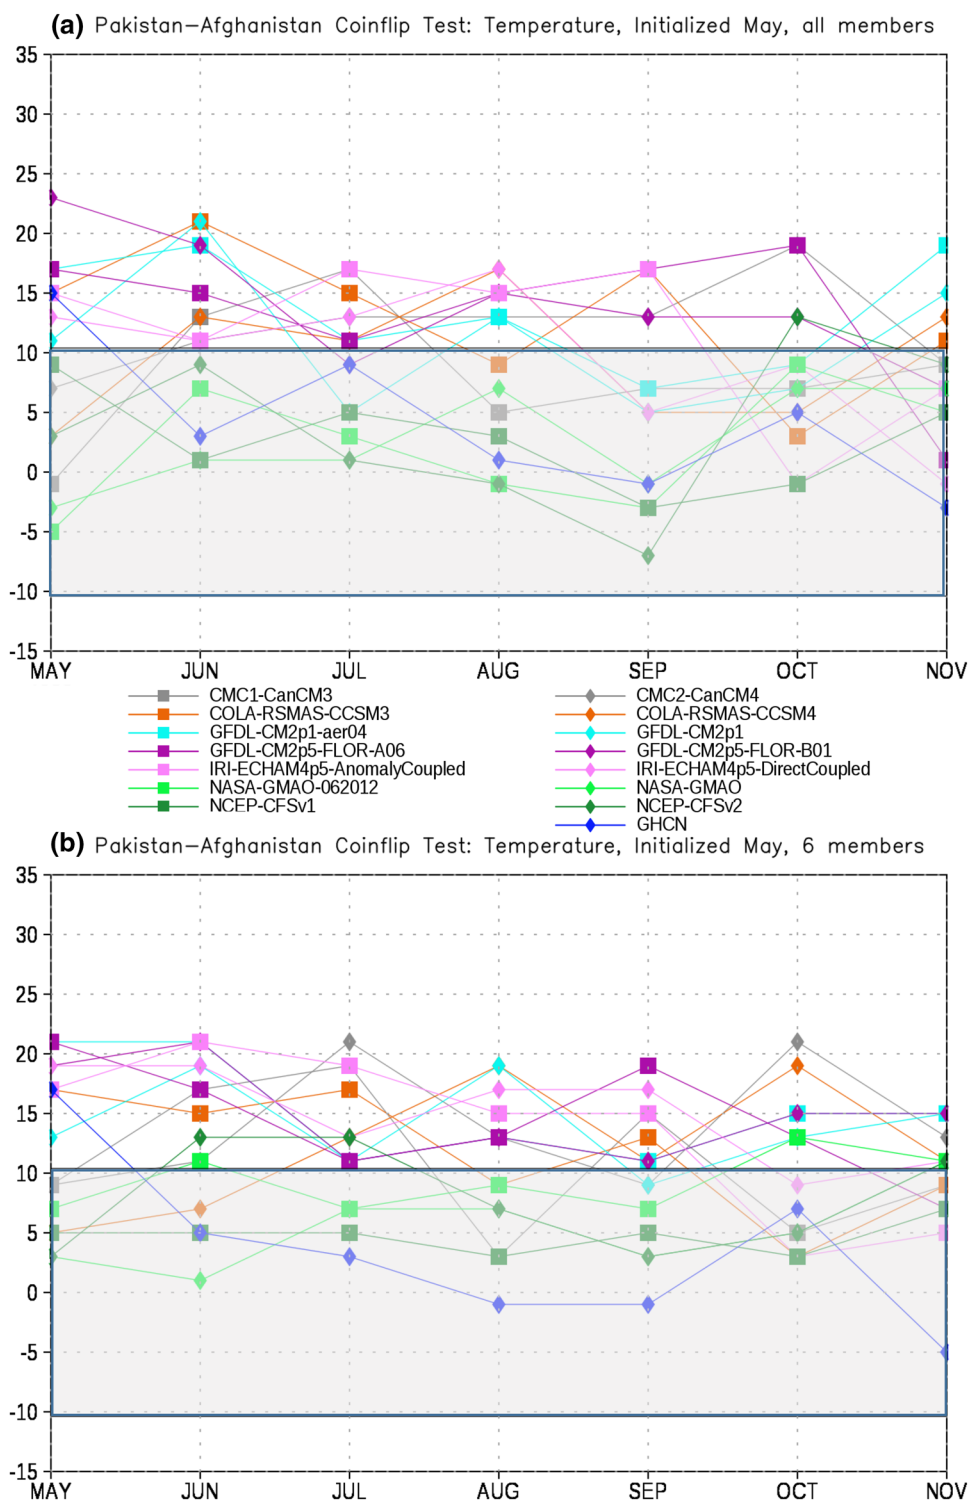 (a) Pakistan–Afghanistan Coinflip Test: Temperature, Initialized May, all members
35
30
25
20
15
10
5
0
-5
-10
-15
MAY JUN JUL AUG SEP OCT NOV
CMC1-CanCM3 CMC2-CanCM4
COLA-RSMAS-CCSM3 COLA-RSMAS-CCSM4
GFDL-CM2p1-aer04 GFDL-CM2p1
GFDL-CM2p5-FLOR-A06 GFDL-CM2p5-FLOR-B01
IRI-ECHAM4p5-AnomalyCoupled IRI-ECHAM4p5-DirectCoupled
NASA-GMAO-062012 NASA-GMAO
NCEP-CFSv1 NCEP-CFSv2
GHCN
(b) Pakistan–Afghanistan Coinflip Test: Temperature, Initialized May, 6 members
35
30
25
20
15
10
5
0
-5
-10
-15
MAY JUN JUL AUG SEP OCT NOV